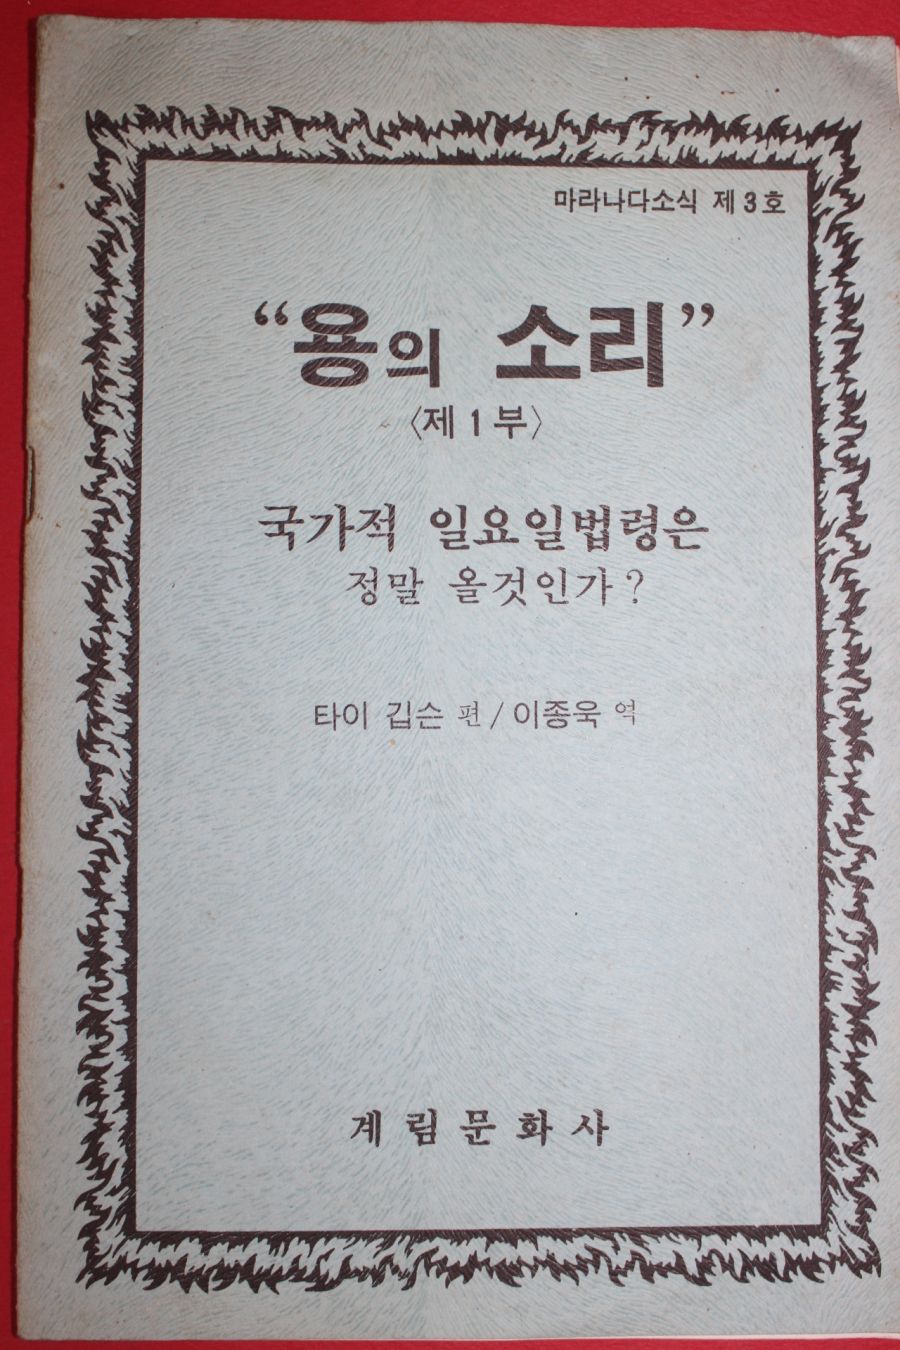 마라나다소식 제3호
“용의 소리”
〈제1부〉
국가적 일요일법령은
정말 올것인가?
타이 깁슨 편/이종욱 역
계림문화사